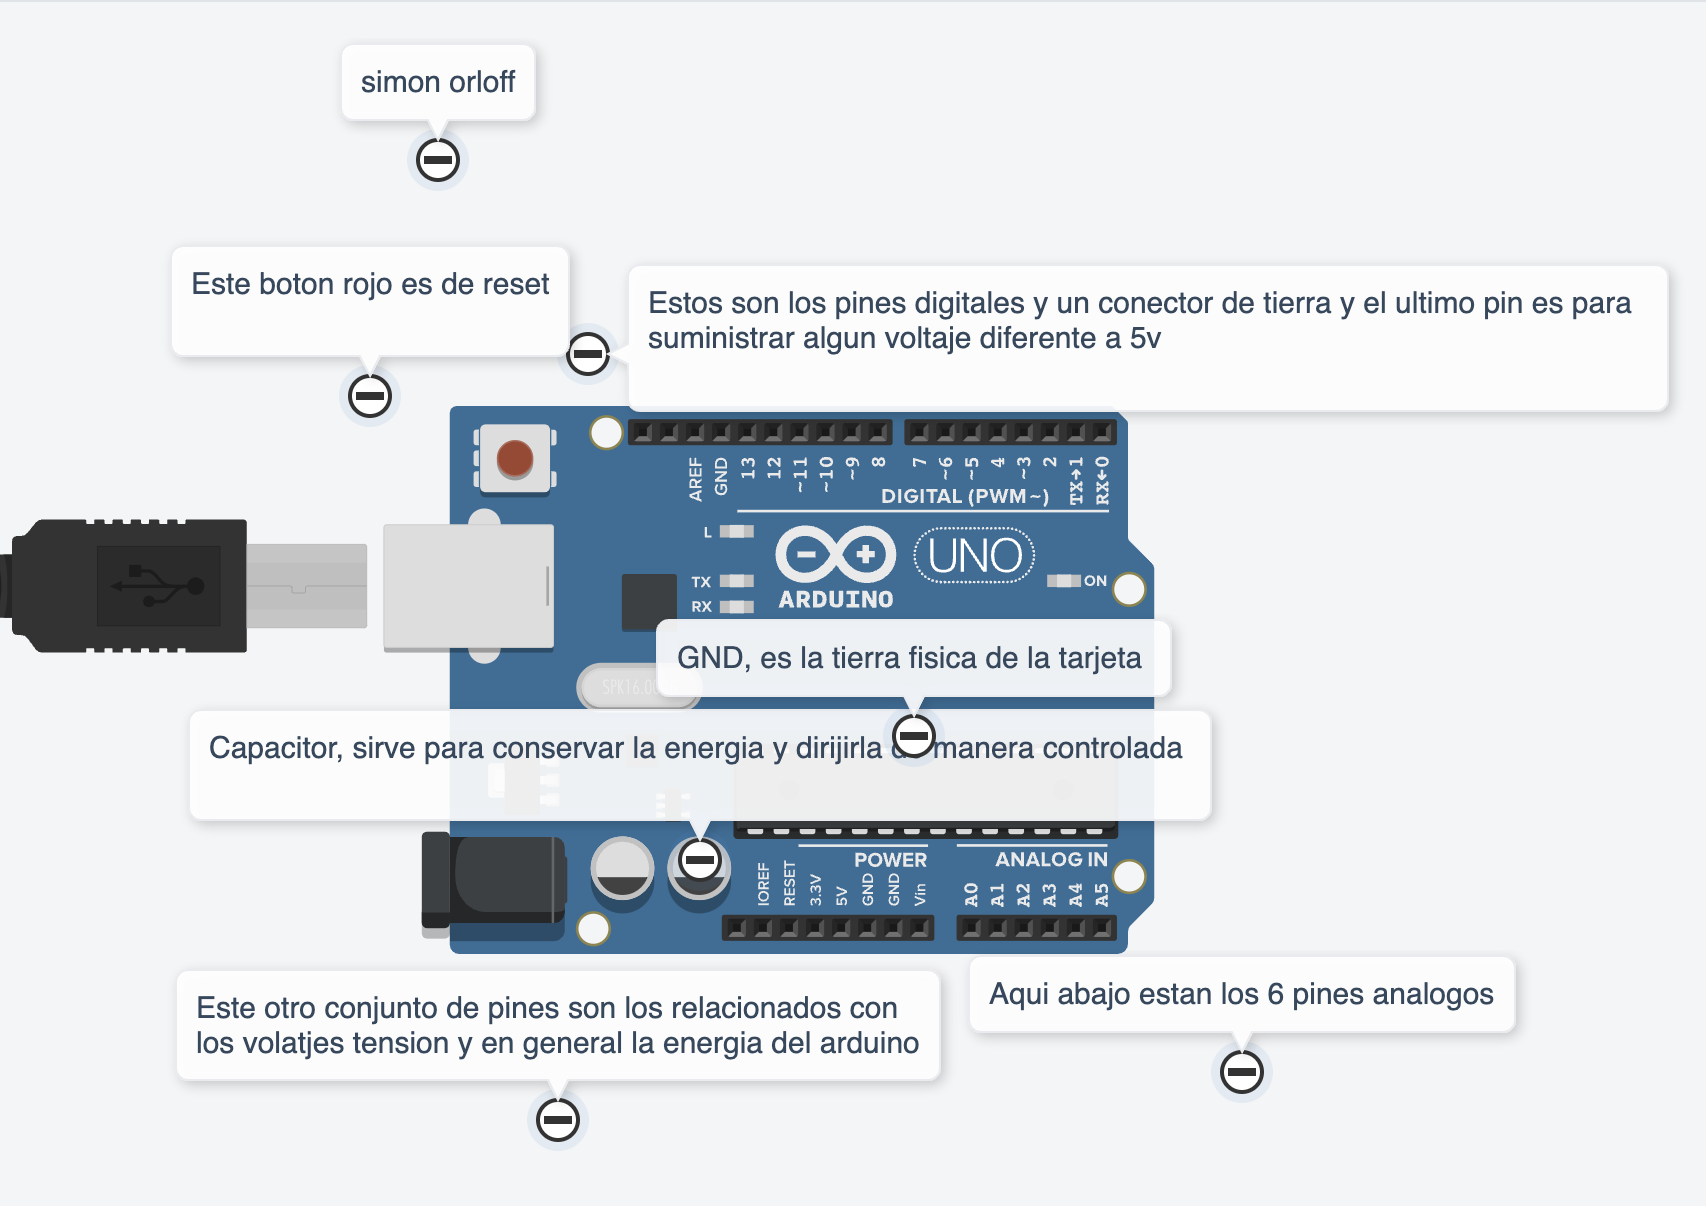 simon orloff
Este boton rojo es de reset
Estos son los pines digitales y un conector de tierra y el ultimo pin es para
suministrar algun voltaje diferente a 5v
AREF
GND
13
12
~11
~10
~9
8
7
~6
~5
4
~3
2
TX→1
RX←0
DIGITAL (PWM~)
L
TX
RX
ARDUINO
UNO
ON
GND, es la tierra fisica de la tarjeta
Capacitor, sirve para conservar la energia y dirijirla manera controlada
POWER
ANALOG IN
IOREF
RESET
3.3V
5V
GND
GND
Vin
A0
A1
A2
A3
A4
A5
Este otro conjunto de pines son los relacionados con
los volatjes tension y en general la energia del arduino
Aqui abajo estan los 6 pines analogos